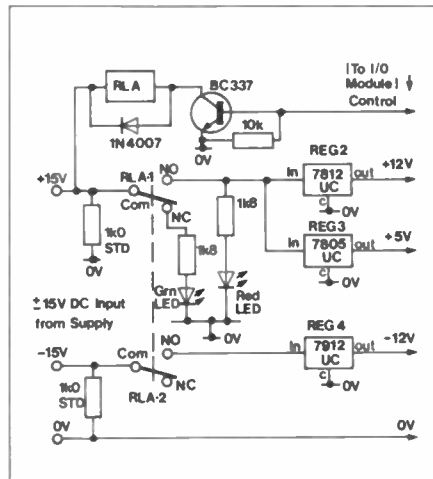 RLA
BC337
(To I/O
Module)
Control
1N4007
10k
0V
REG2
+15V
RLA-1
NO
In
7812
UC
out
+12V
Com
NC
C
0V
1k0
STD
1k8
REG3
+5V
In
7805
UC
out
1k8
0V
C
0V
±15V DC Input
from Supply
Grn
LED
Red
LED
REG4
NO
0V
-15V
Com
In
7912
UC
out
-12V
NC
C
0V
1k0
STD
RLA-2
0V
0V